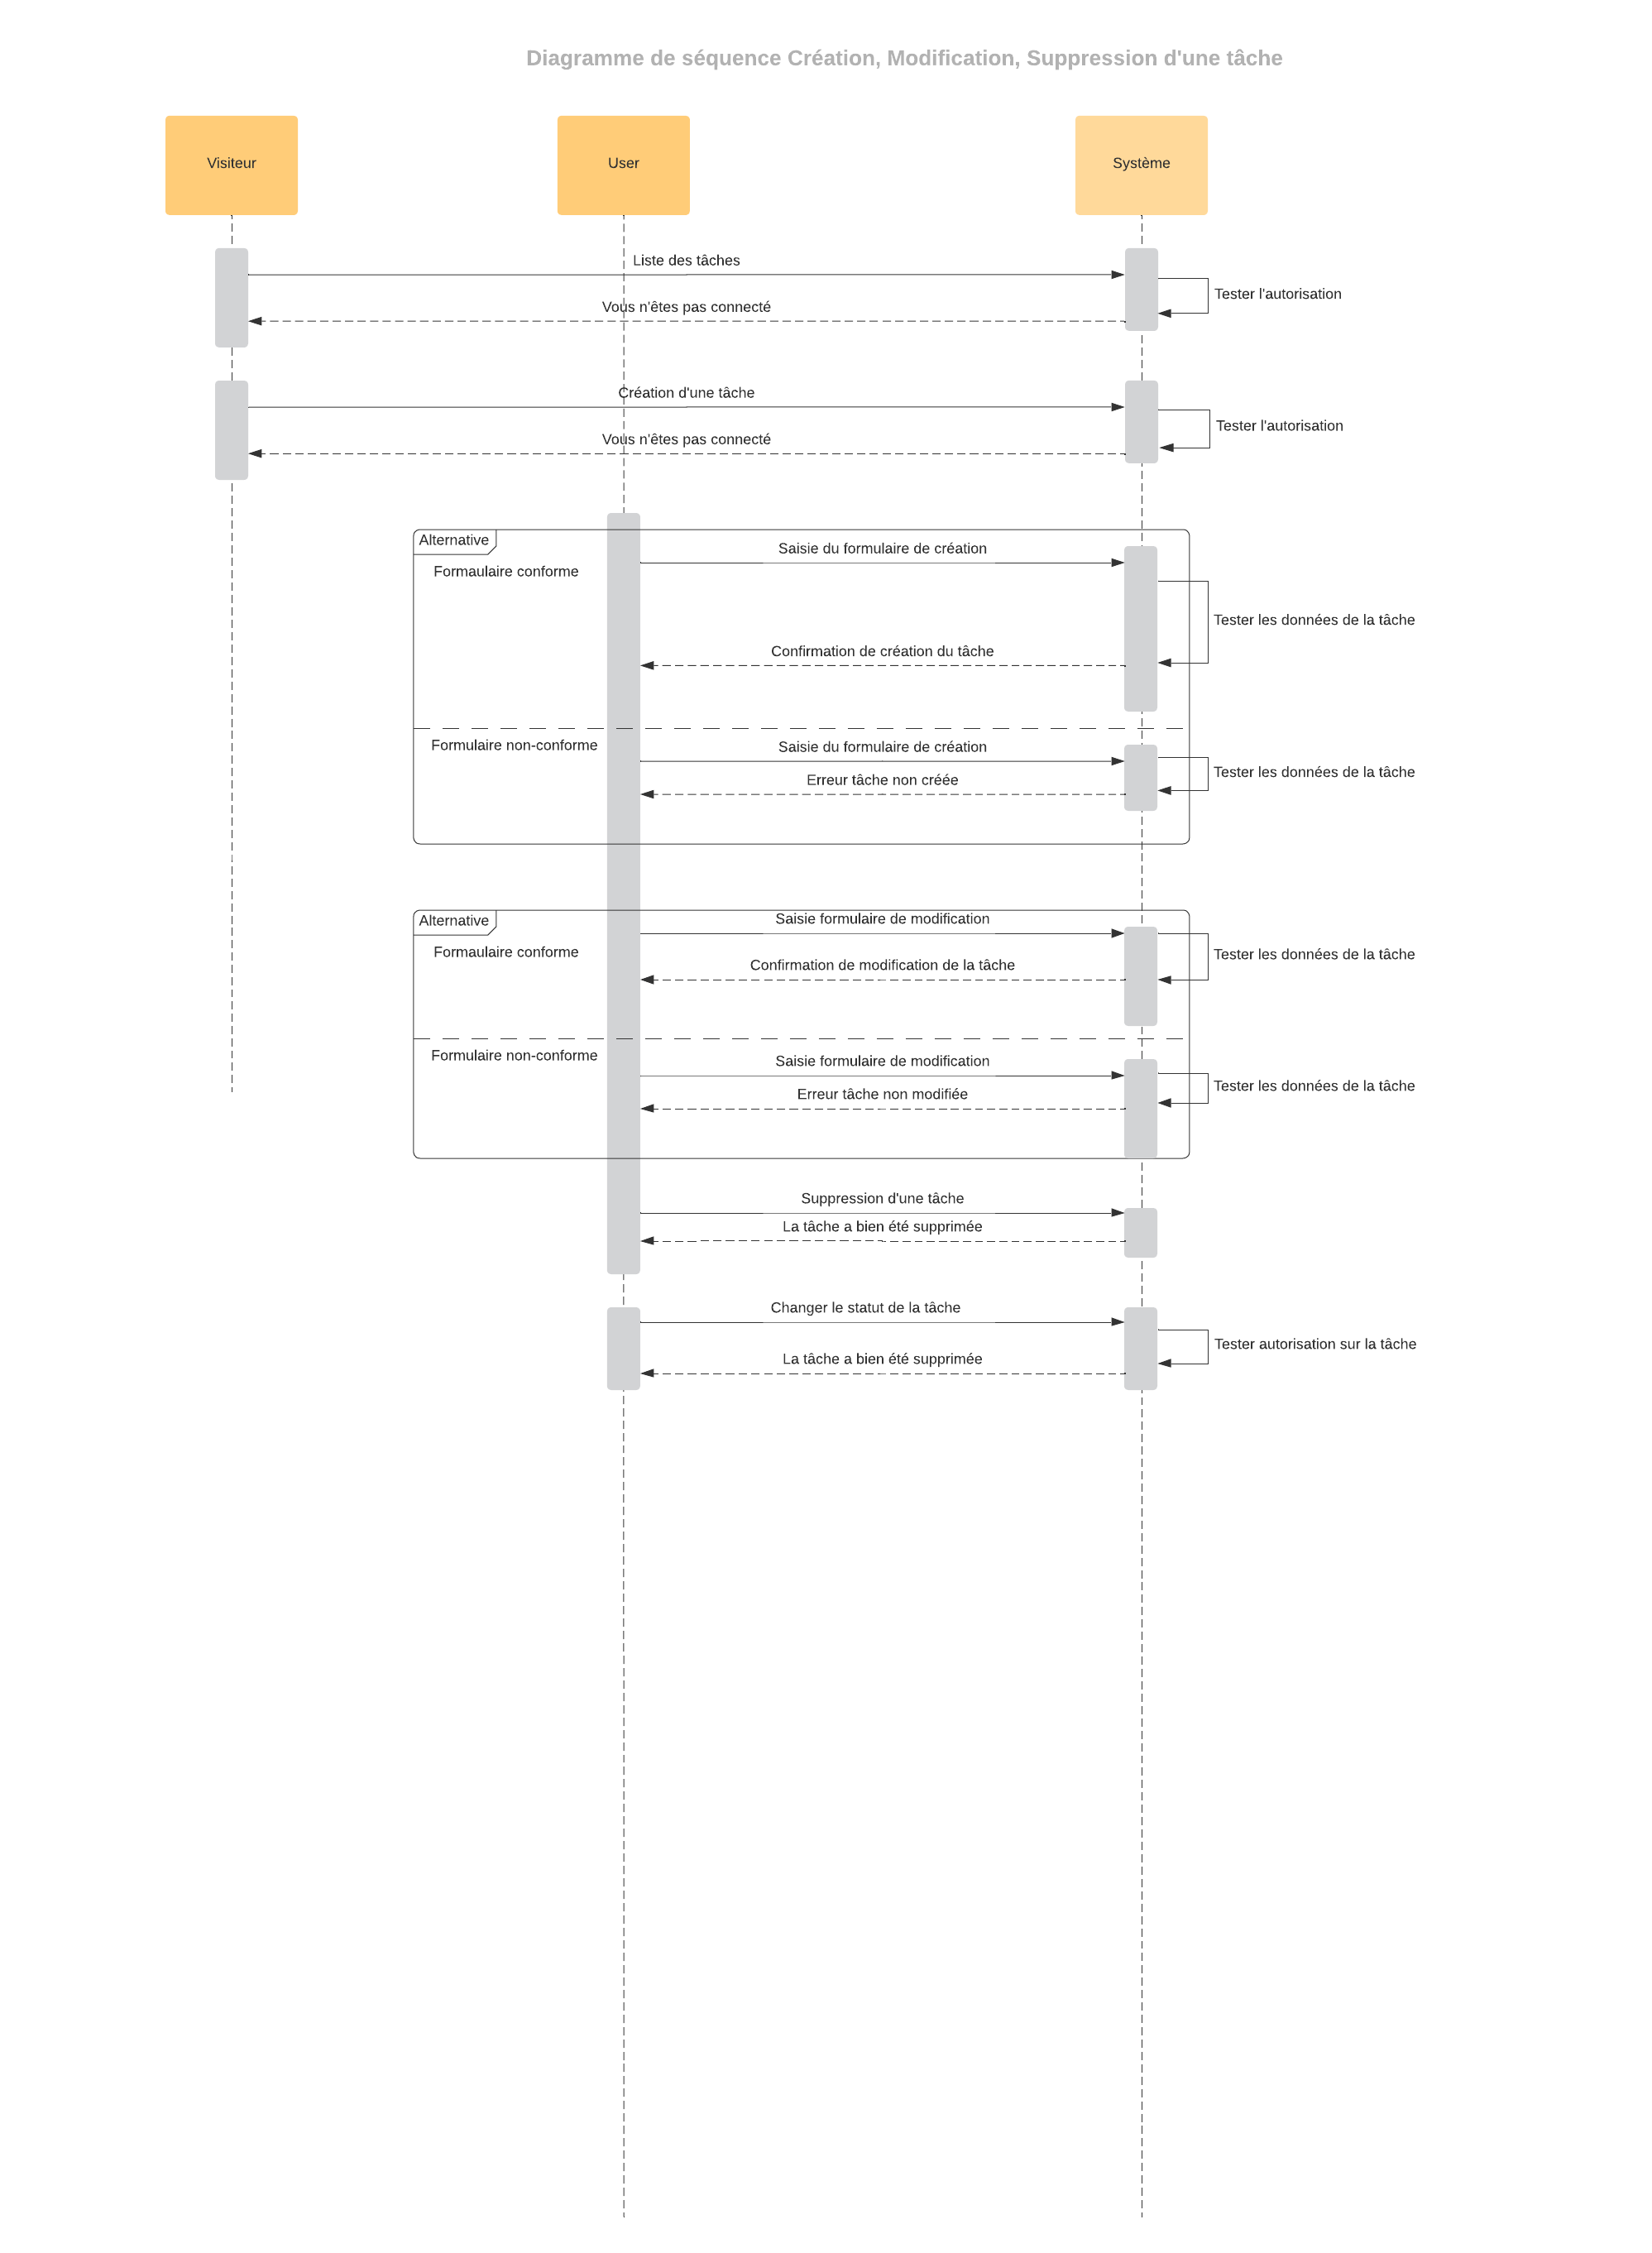 Diagramme de séquence Création, Modification, Suppression d'une tâche
Visiteur
User
Système
Liste des tâches
Tester l'autorisation
Vous n'êtes pas connecté
Création d'une tâche
Tester l'autorisation
Vous n'êtes pas connecté
Alternative
Saisie du formulaire de création
Formaulaire conforme
Tester les données de la tâche
Confirmation de création du tâche
Formulaire non-conforme
Saisie du formulaire de création
Tester les données de la tâche
Erreur tâche non créée
Alternative
Saisie formulaire de modification
Formaulaire conforme
Tester les données de la tâche
Confirmation de modification de la tâche
Formulaire non-conforme
Saisie formulaire de modification
Tester les données de la tâche
Erreur tâche non modifiée
Suppression d'une tâche
La tâche a bien été supprimée
Changer le statut de la tâche
Tester autorisation sur la tâche
La tâche a bien été supprimée